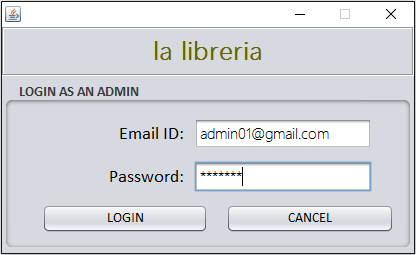 la libreria
LOGIN AS AN ADMIN
Email ID: admin01@gmail.com
Password: *******
LOGIN CANCEL